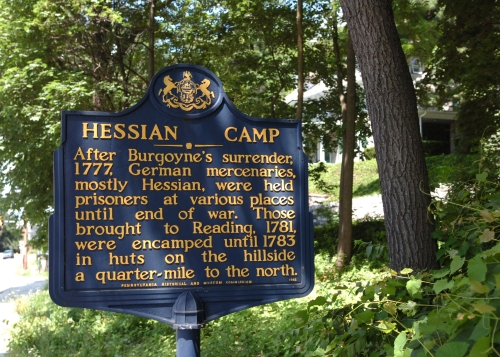 HESSIAN CAMP
After Burgoyne's surrender,
1777, German mercenaries,
mostly Hessian, were held
prisoners at various places
until end of war. Those
brought to Reading, 1781,
were encamped until 1783
in huts on the hillside
a quarter-mile to the north.
PENNSYLVANIA HISTORICAL AND MUSEUM COMMISSION